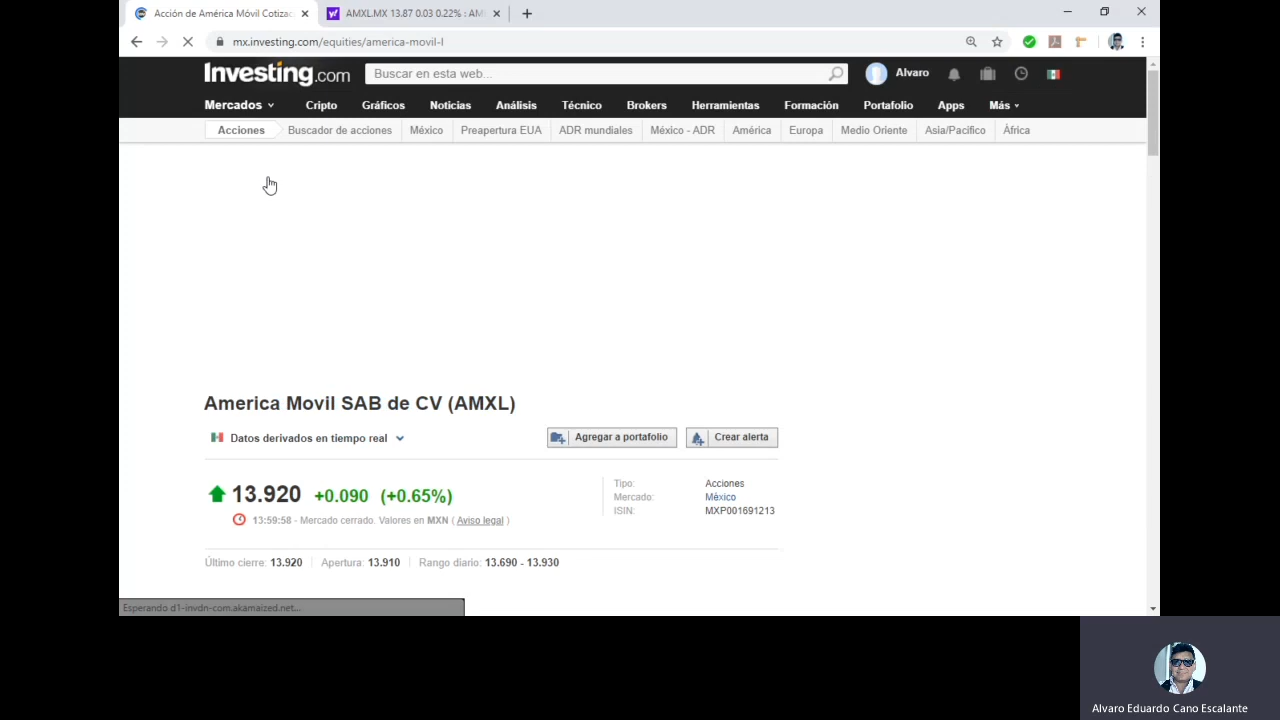 Acción de América Móvil Cotizac
AMXL.MX 13.87 0.03 0.22% : AM
mx.investing.com/equities/america-movil-l
Investing.com
Buscar en esta web...
Alvaro
Mercados Cripto Gráficos Noticias Análisis Técnico Brokers Herramientas Formación Portafolio Apps Más
Acciones Buscador de acciones México Preapertura EUA ADR mundiales México - ADR América Europa Medio Oriente Asia/Pacifico África
America Movil SAB de CV (AMXL)
Datos derivados en tiempo real Agregar a portafolio Crear alerta
13.920 +0.090 (+0.65%)
13:59:58 - Mercado cerrado. Valores en MXN ( Aviso legal )
Tipo: Acciones
Mercado: México
ISIN: MXP001691213
Último cierre: 13.920 Apertura: 13.910 Rango diario: 13.690 - 13.930
Esperando d1-invdn-com.akamaized.net...
Alvaro Eduardo Cano Escalante